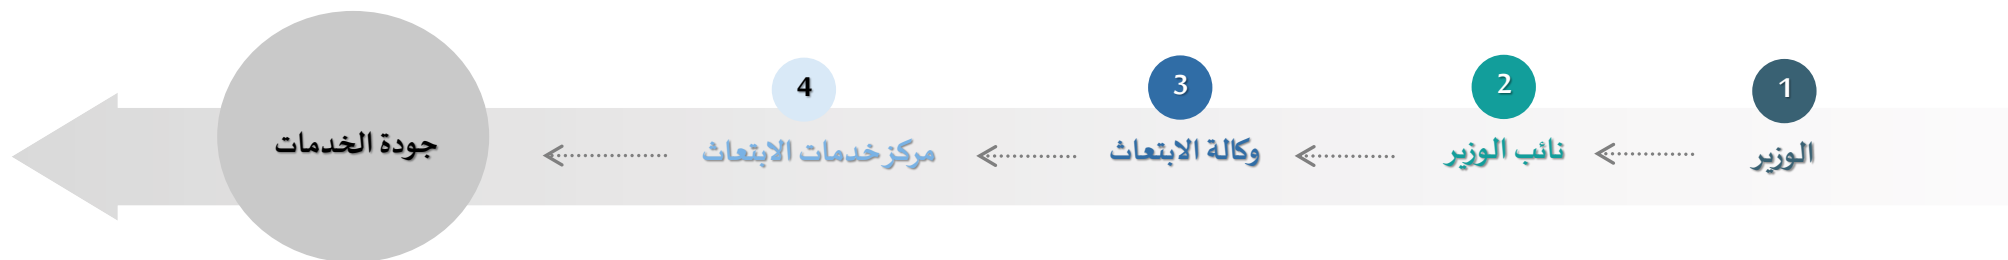 1
الوزير
2
نائب الوزير
3
وكالة الابتعاث
4
مركز خدمات الابتعاث
جودة الخدمات